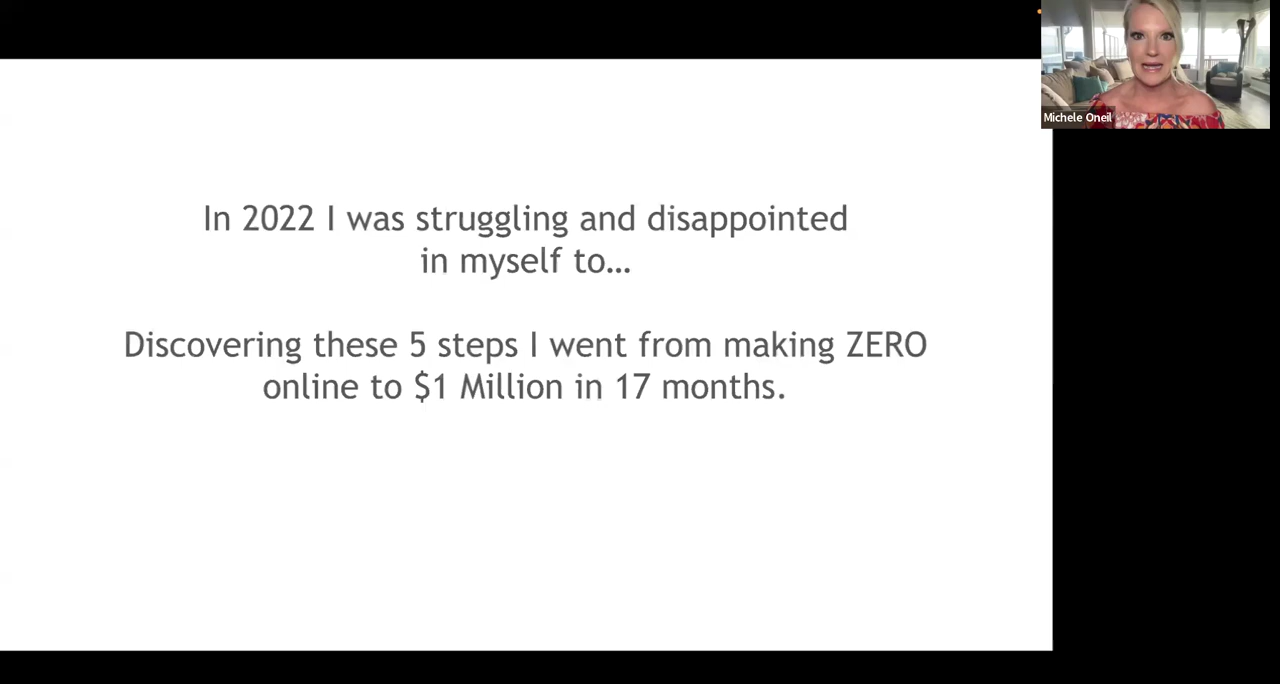 Michele Oneil
In 2022 I was struggling and disappointed
in myself to…
Discovering these 5 steps I went from making ZERO
online to $1 Million in 17 months.